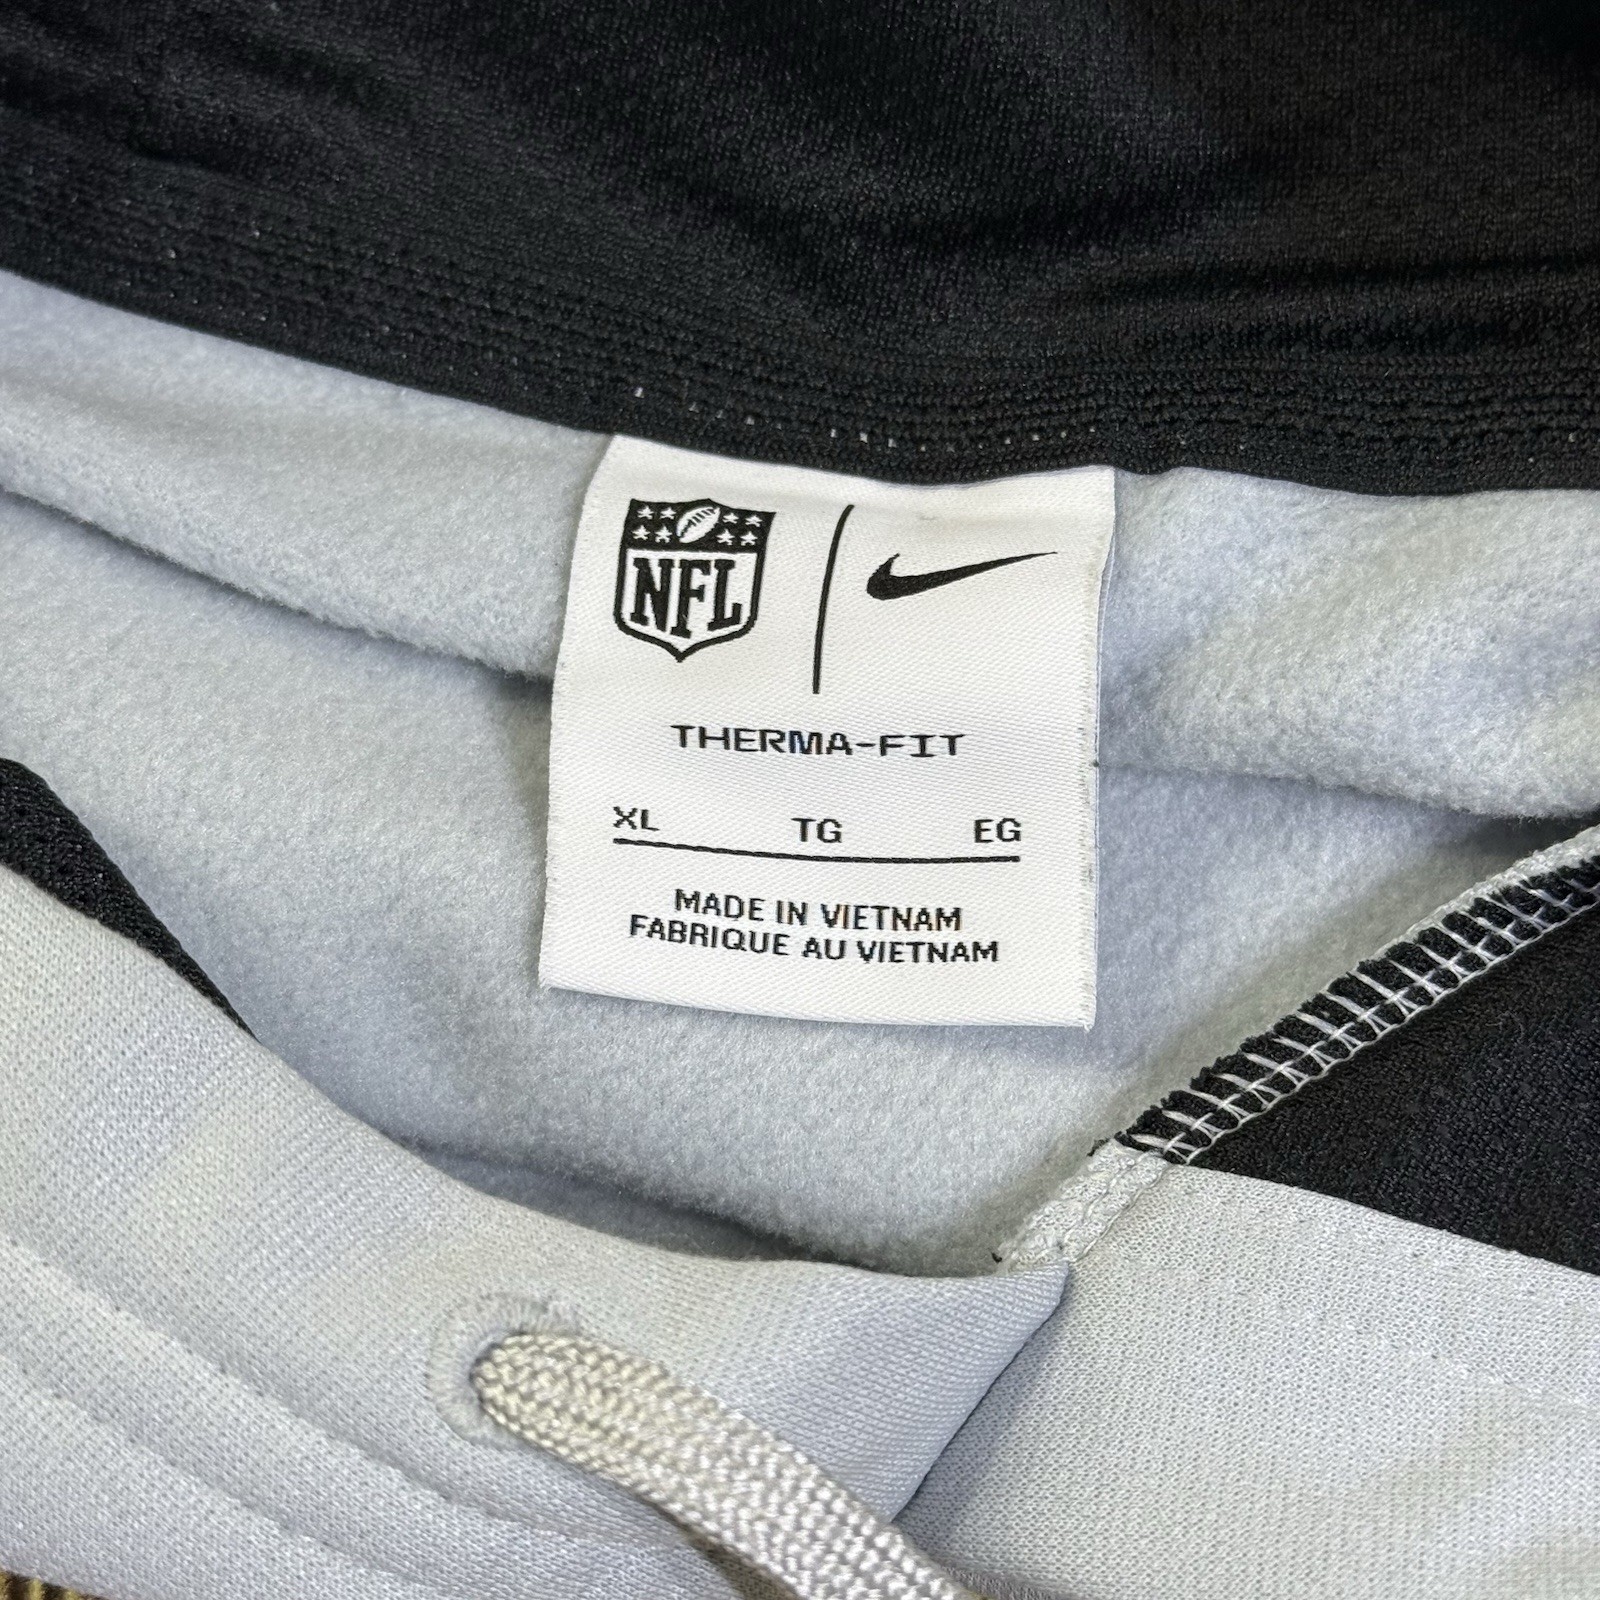 NFL
THERMA-FIT
XL TG EG
MADE IN VIETNAM
FABRIQUE AU VIETNAM